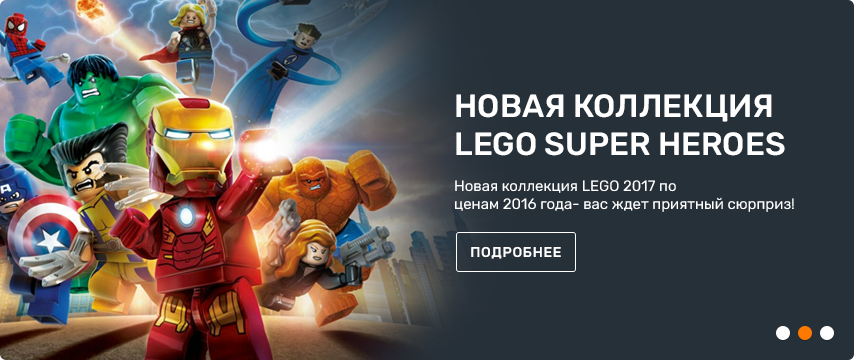 НОВАЯ КОЛЛЕКЦИЯ
LEGO SUPER HEROES
Новая коллекция LEGO 2017 по
ценам 2016 года- вас ждет приятный сюрприз!
ПОДРОБНЕЕ